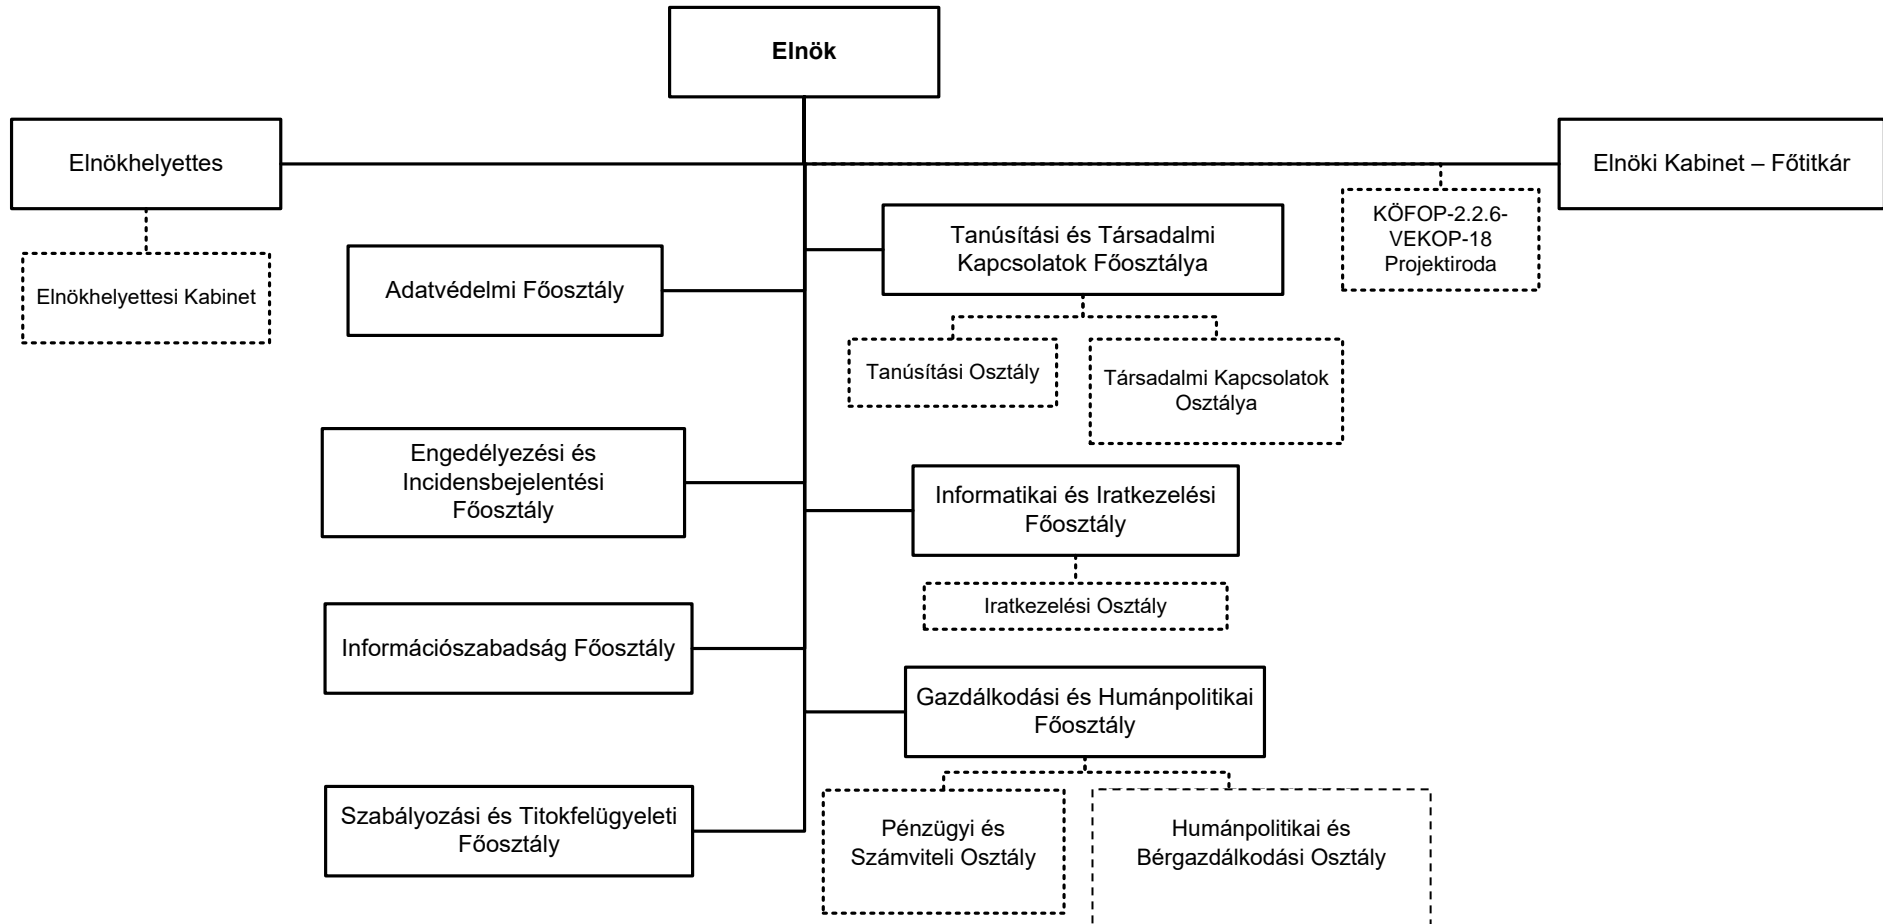 Elnök
Elnökhelyettes
Elnöki Kabinet – Főtitkár
Elnökhelyettesi Kabinet
KÖFOP-2.2.6-
VEKOP-18
Projektiroda
Adatvédelmi Főosztály
Tanúsítási és Társadalmi
Kapcsolatok Főosztálya
Tanúsítási Osztály
Társadalmi Kapcsolatok
Osztálya
Engedélyezési és
Incidensbejelentési
Főosztály
Informatikai és Iratkezelési
Főosztály
Iratkezelési Osztály
Információszabadság Főosztály
Gazdálkodási és Humánpolitikai
Főosztály
Szabályozási és Titokfelügyeleti
Főosztály
Pénzügyi és
Számviteli Osztály
Humánpolitikai és
Bérgazdálkodási Osztály